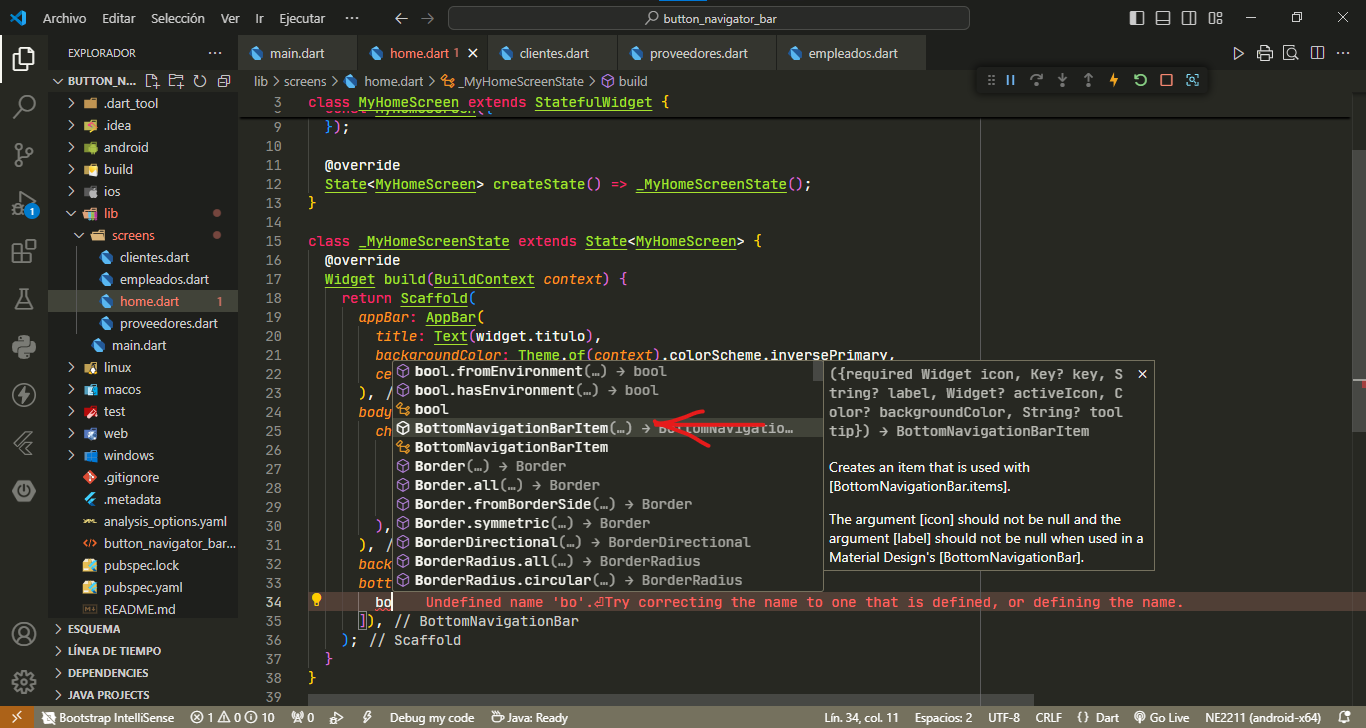 Archivo Editar Selección Ver Ir Ejecutar ··· button_navigator_bar
EXPLORADOR ···
main.dart home.dart 1 clientes.dart proveedores.dart empleados.dart
BUTTON_N...
lib > screens > home.dart > _MyHomeScreenState > build
.dart_tool
.idea
android
build
ios
lib
screens
clientes.dart
empleados.dart
home.dart 1
proveedores.dart
main.dart
linux
macos
test
web
windows
.gitignore
.metadata
analysis_options.yaml
button_navigator_bar...
pubspec.lock
pubspec.yaml
README.md
ESQUEMA
LÍNEA DE TIEMPO
DEPENDENCIES
JAVA PROJECTS
1
3 class MyHomeScreen extends StatefulWidget {
9 });
10
11 @override
12 State<MyHomeScreen> createState() => _MyHomeScreenState();
13 }
14
15 class _MyHomeScreenState extends State<MyHomeScreen> {
16 @override
17 Widget build(BuildContext context) {
18 return Scaffold(
19 appBar: AppBar(
20 title: Text(widget.titulo),
21 backgroundColor: Theme.of(context).colorScheme.inversePrimary,
22 ce
23 ), /
24 body
25 ch
26
27
28
29
30 ),
31 ), /
32 back
33 bott
34 bo Undefined name 'bo'.⏎Try correcting the name to one that is defined, or defining the name.
35 ]), // BottomNavigationBar
36 ); // Scaffold
37 }
38 }
39
bool.fromEnvironment(…) → bool
bool.hasEnvironment(…) → bool
bool
BottomNavigationBarItem(…) → BottomNavigatio…
BottomNavigationBarItem
Border(…) → Border
Border.all(…) → Border
Border.fromBorderSide(…) → Border
Border.symmetric(…) → Border
BorderDirectional(…) → BorderDirectional
BorderRadius.all(…) → BorderRadius
BorderRadius.circular(…) → BorderRadius
({required Widget icon, Key? key, S
tring? label, Widget? activeIcon, C
olor? backgroundColor, String? tool
tip}) → BottomNavigationBarItem
Creates an item that is used with
[BottomNavigationBar.items].
The argument [icon] should not be null and the
argument [label] should not be null when used in a
Material Design's [BottomNavigationBar].
Bootstrap IntelliSense 1 0 10 0 Debug my code Java: Ready Lín. 34, col. 11 Espacios: 2 UTF-8 CRLF {} Dart Go Live NE2211 (android-x64)